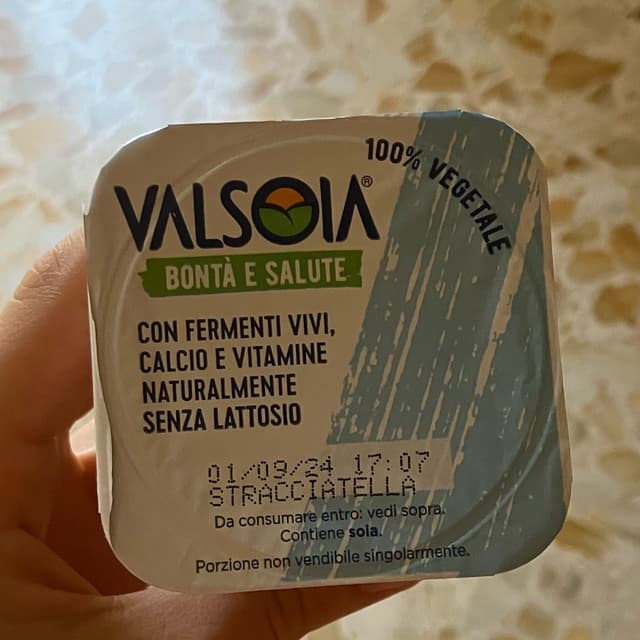 100% VEGETALE
VALSOIA®
BONTÀ E SALUTE
CON FERMENTI VIVI,
CALCIO E VITAMINE
NATURALMENTE
SENZA LATTOSIO
01/09/24 17:07
STRACCIATELLA
Da consumare entro: vedi sopra.
Contiene soia.
Porzione non vendibile singolarmente.